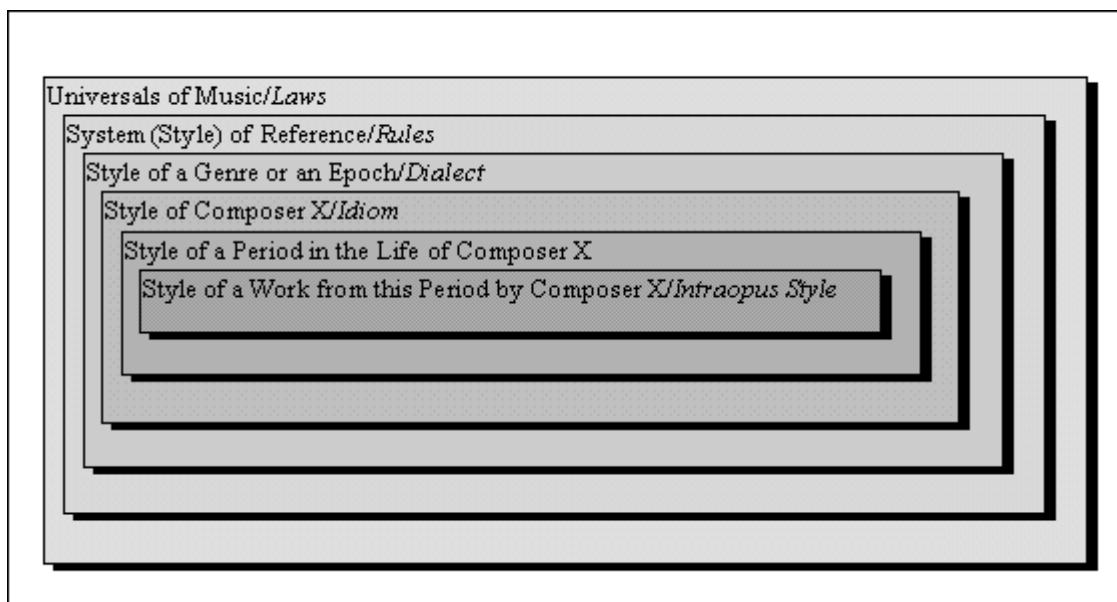 Universals of Music/Laws
System (Style) of Reference/Rules
Style of a Genre or an Epoch/Dialect
Style of Composer X/Idiom
Style of a Period in the Life of Composer X
Style of a Work from this Period by Composer X/Intraopus Style